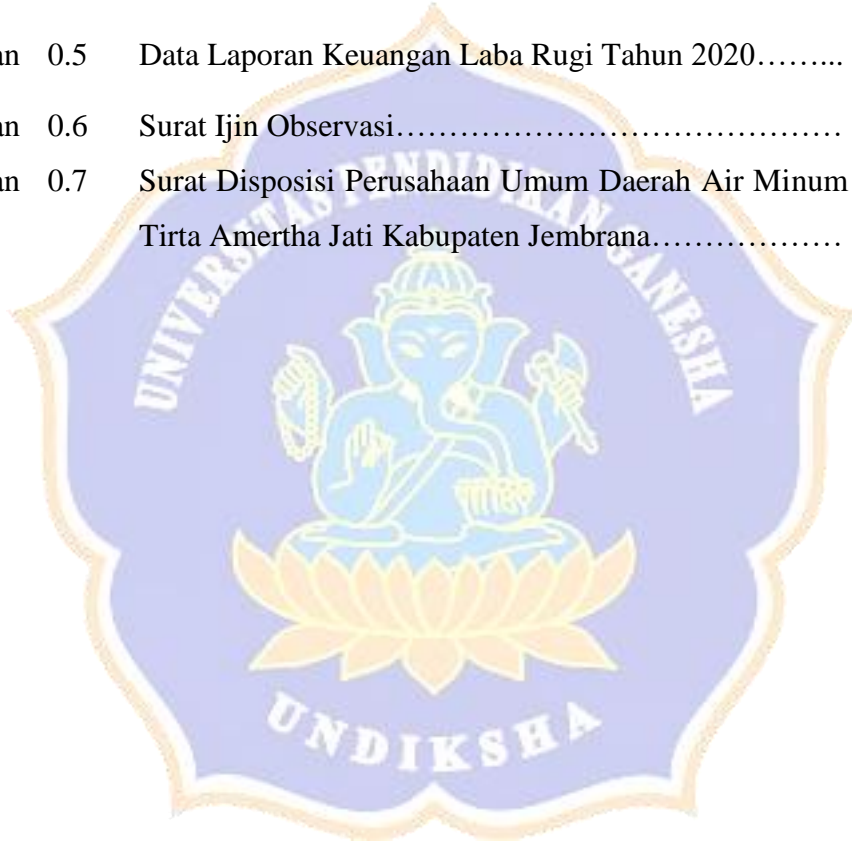 an 0.5 Data Laporan Keuangan Laba Rugi Tahun 2020……...
an 0.6 Surat Ijin Observasi……………………………………
an 0.7 Surat Disposisi Perusahaan Umum Daerah Air Minum
Tirta Amertha Jati Kabupaten Jembrana………………
UNIVERSITAS PENDIDIKAN GANESHA
UNDIKSHA